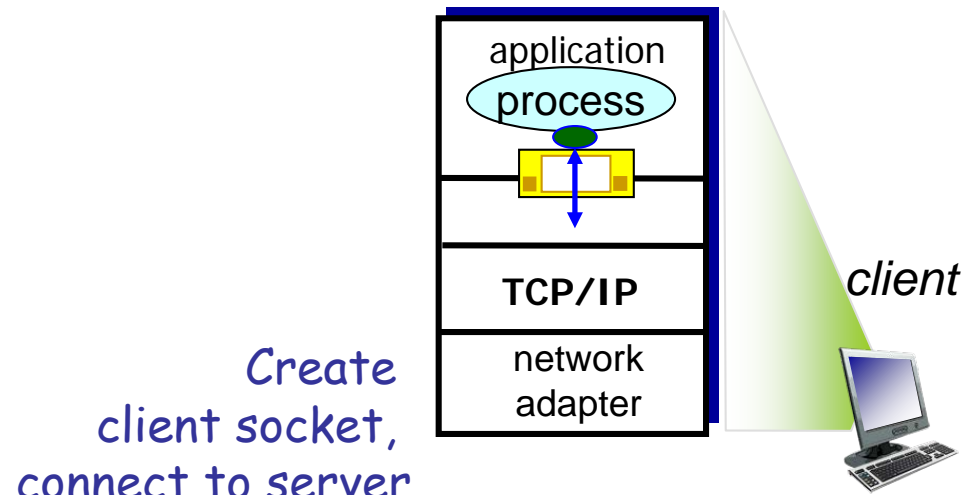 application
process
TCP/IP
client
network
adapter
Create
client socket,
connect to server